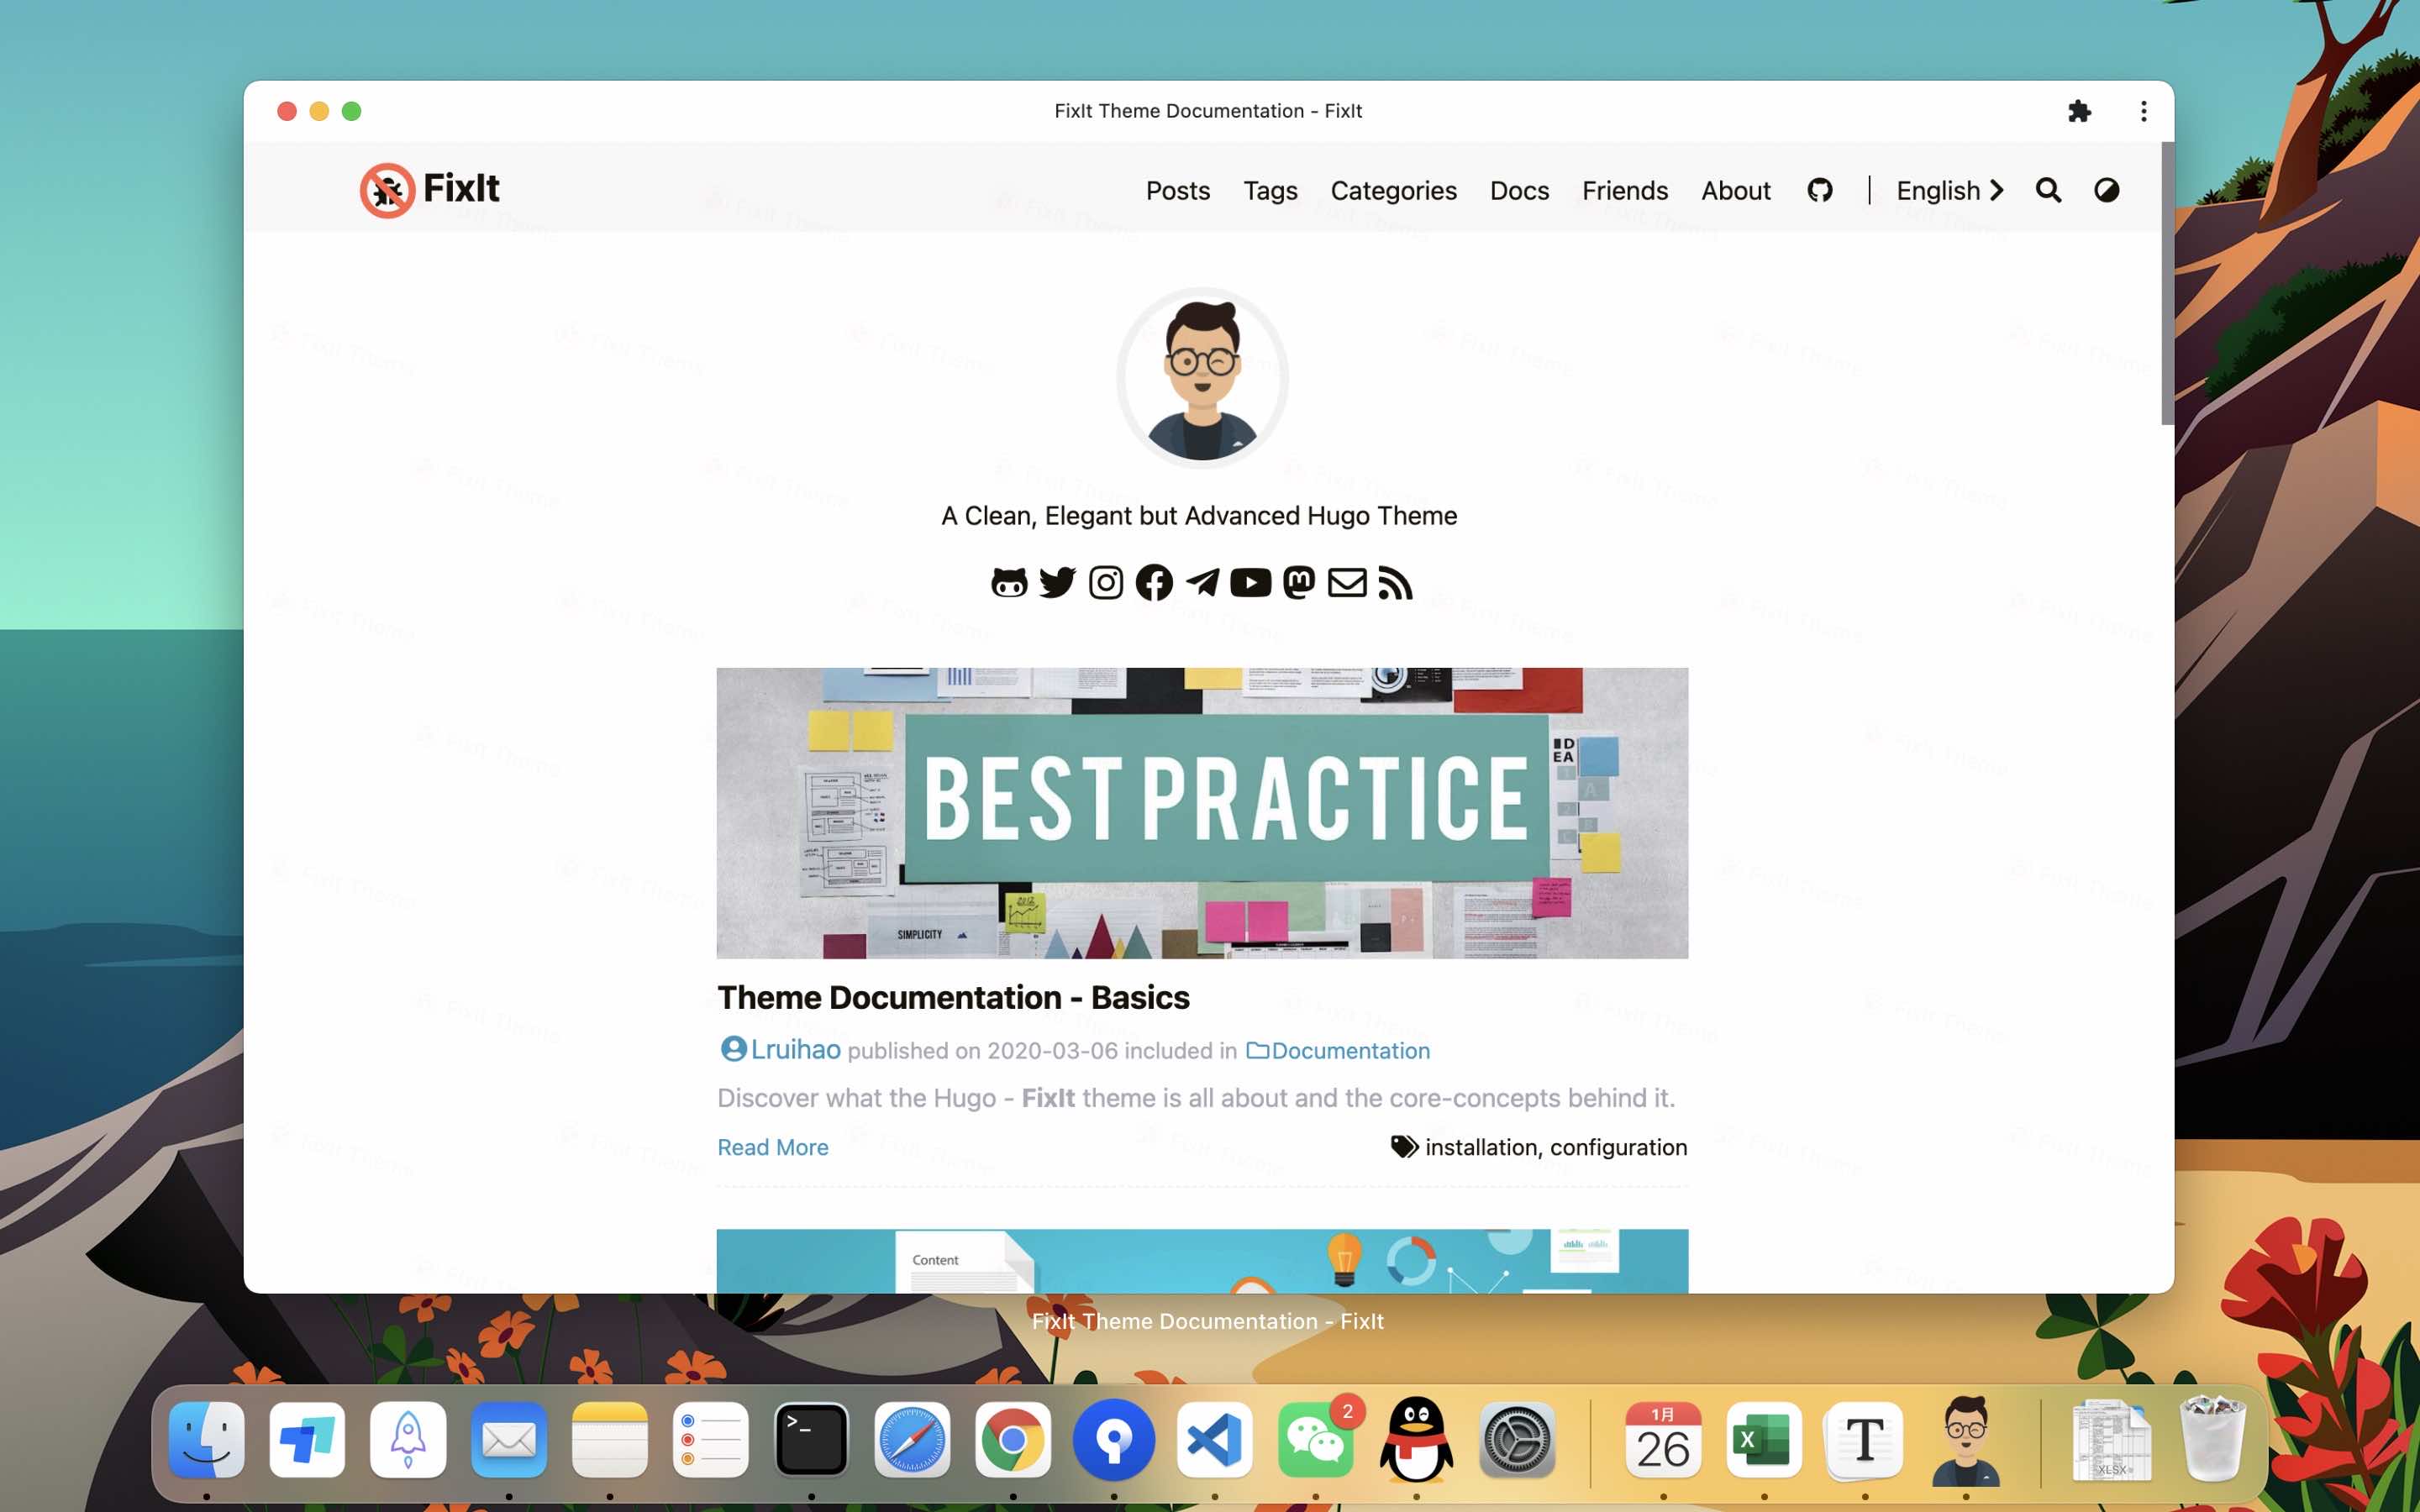 FixIt Theme Documentation - FixIt
FixIt
Posts Tags Categories Docs Friends About English
A Clean, Elegant but Advanced Hugo Theme
BEST PRACTICE
ID
EA
SIMPLICITY
Theme Documentation - Basics
Lruihao published on 2020-03-06 included in Documentation
Discover what the Hugo - FixIt theme is all about and the core-concepts behind it.
Read More
installation, configuration
Content
FixIt Theme Documentation - FixIt
2
1月
26
X
T
XLSX